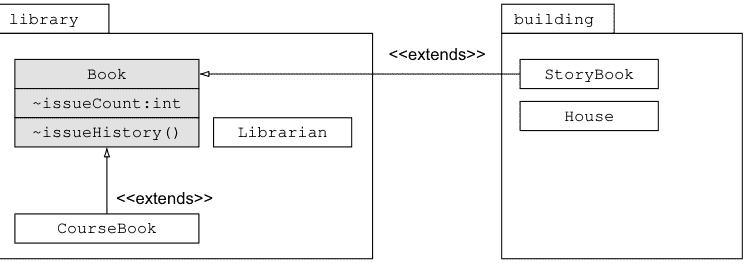 library
building
<<extends>>
Book
StoryBook
~issueCount:int
House
~issueHistory()
Librarian
<<extends>>
CourseBook